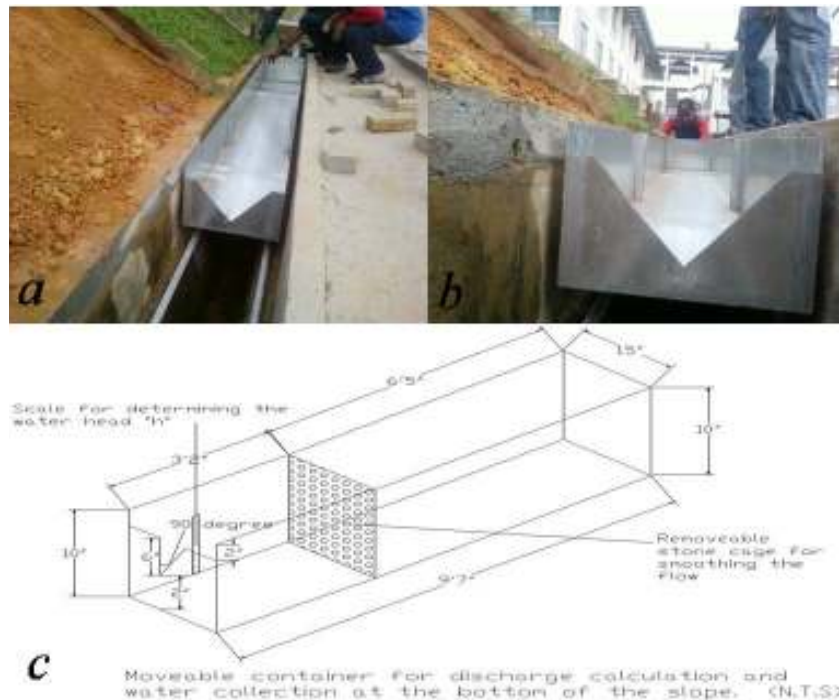 a
b
6'5"
15"
Scale for determining the
water head "h"
3'2"
10"
90 degree
10"
Removeable
stone cage for
smoothing the
flow
9'7"
2"
c
Moveable container for discharge calculation and
water collection at the bottom of the slope. (N.T.S